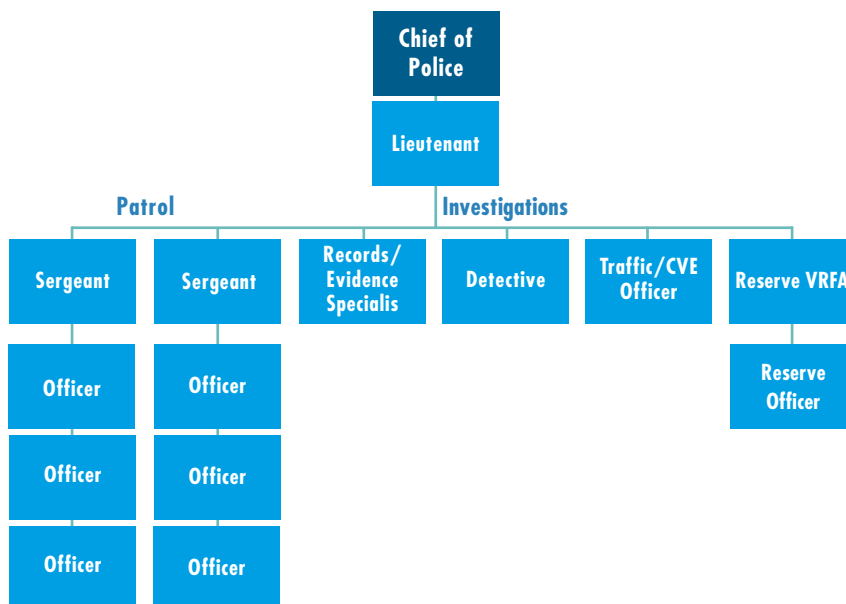 Chief of
Police
Lieutenant
Patrol
Investigations
Sergeant
Sergeant
Records/
Evidence
Specialis
Detective
Traffic/CVE
Officer
Reserve VRFA
Officer
Officer
Reserve
Officer
Officer
Officer
Officer
Officer